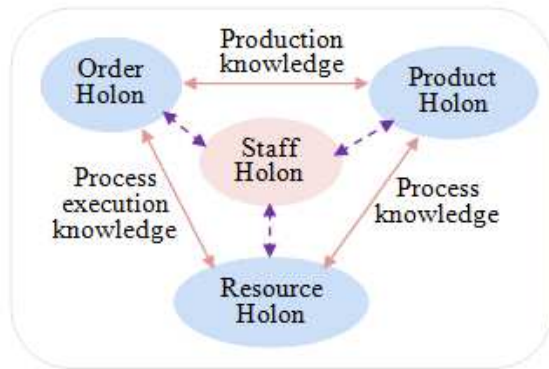 Production
knowledge
Order
Holon
Product
Holon
Staff
Holon
Process
execution
knowledge
Process
knowledge
Resource
Holon